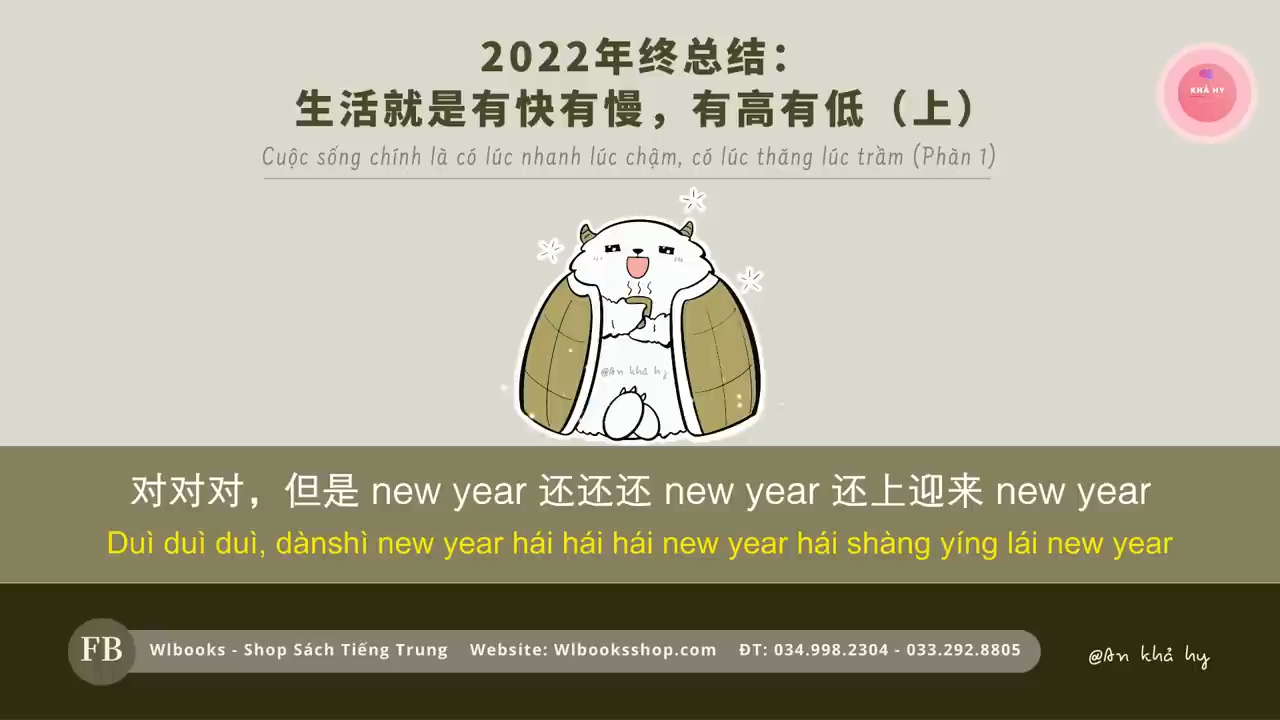 2022年终总结：
生活就是有快有慢，有高有低（上）
Cuộc sống chính là có lúc nhanh lúc chậm, có lúc thăng lúc trầm (Phần 1)
KHẢ HY
@An khả hy
对对对，但是 new year 还还还 new year 还上迎来 new year
Duì duì duì, dànshì new year hái hái hái new year hái shàng yíng lái new year
FB Wlbooks - Shop Sách Tiếng Trung Website: Wlbooksshop.com ĐT: 034.998.2304 - 033.292.8805
@An khả hy